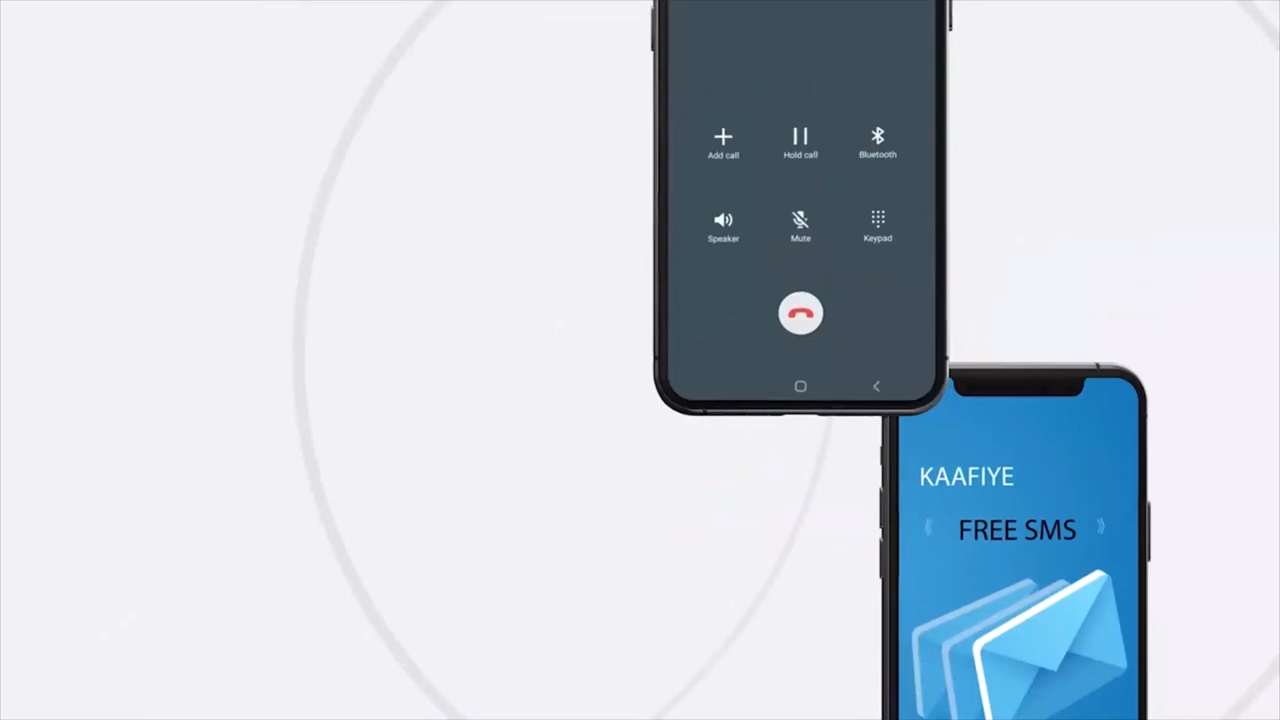 Add call
Hold call
Bluetooth
Speaker
Mute
Keypad
KAAFIYE
FREE SMS